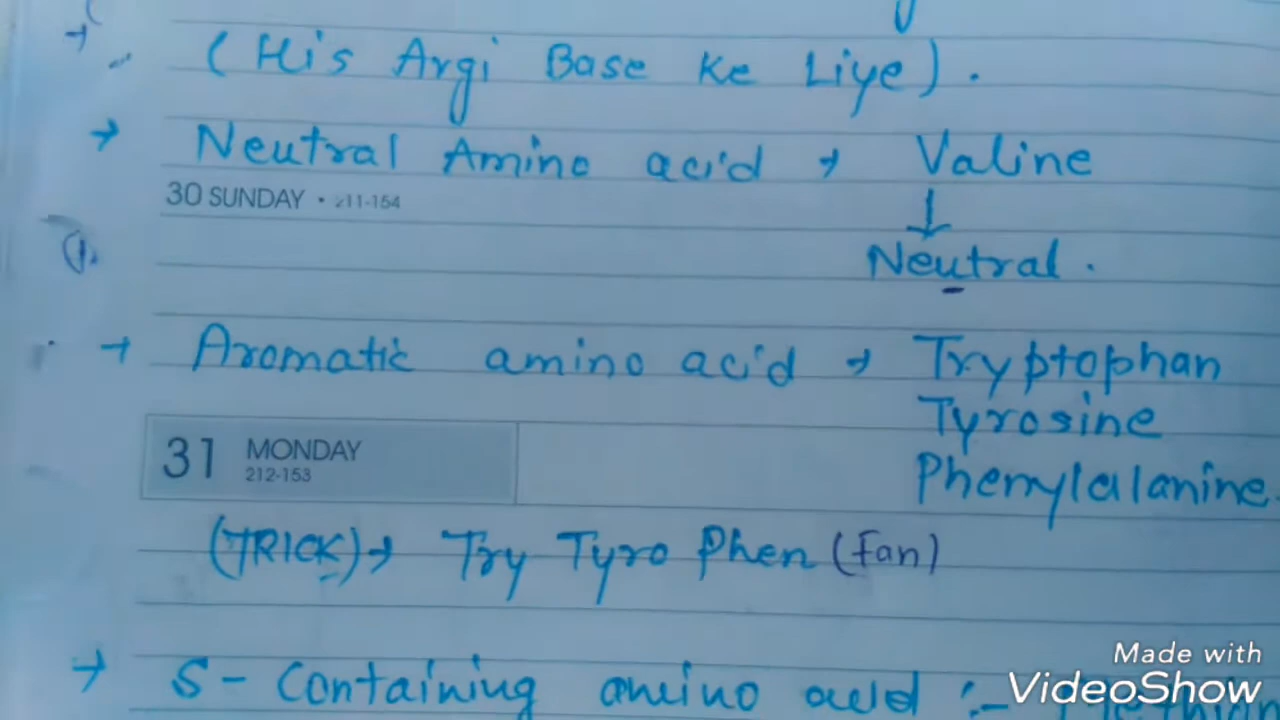 (His Argi Base Ke Liye).
→ Neutral Amino acid → Valine
30 SUNDAY • 211-154
↓
Neutral.
→ Aromatic amino acid → Tryptophan
Tyrosine
Phenylalanine.
31 MONDAY
212-153
(TRICK)→ Try Tyro Phen (Fan)
→ S-Containing amino acid :-
Made with
VideoShow